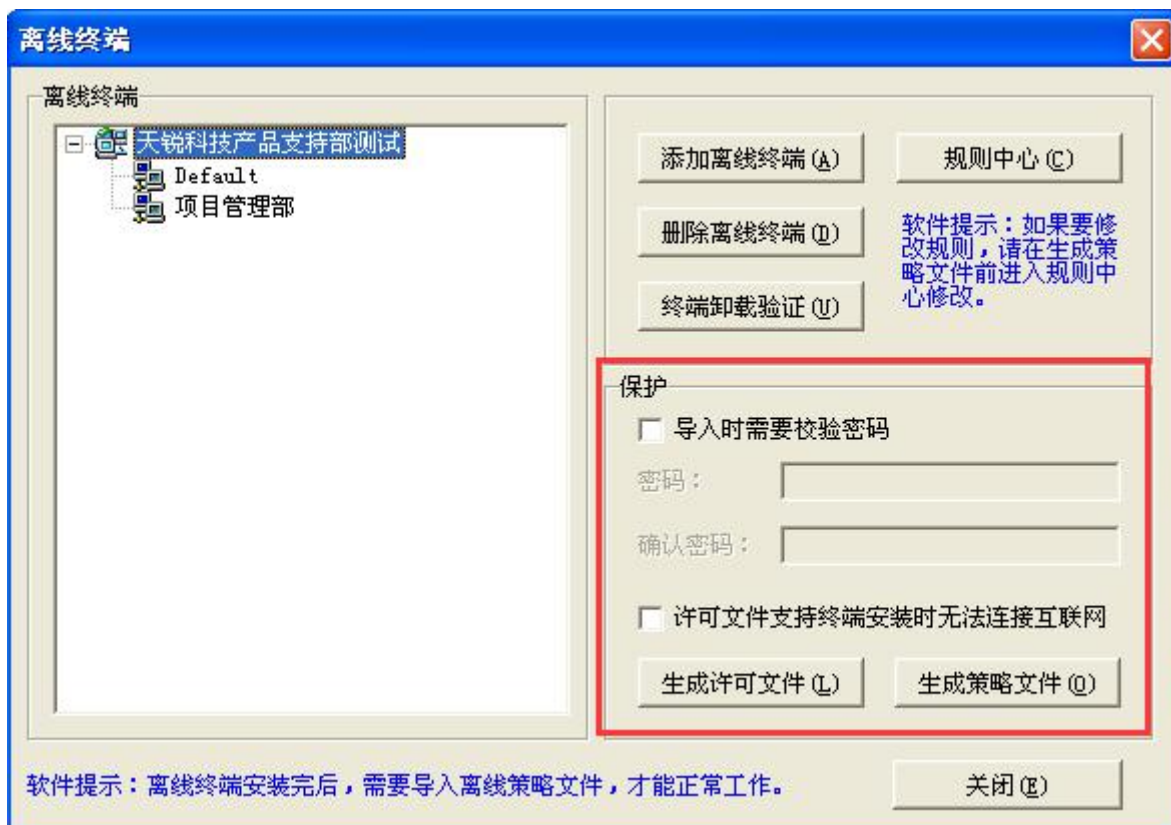 离线终端
离线终端
天锐科技产品支持部测试
Default
项目管理部
添加离线终端(A)
规则中心(C)
删除离线终端(D)
软件提示：如果要修
改规则，请在生成策
略文件前进入规则中
心修改。
终端卸载验证(U)
保护
导入时需要校验密码
密码：
确认密码：
许可文件支持终端安装时无法连接互联网
生成许可文件(L)
生成策略文件(O)
软件提示：离线终端安装完后，需要导入离线策略文件，才能正常工作。
关闭(E)